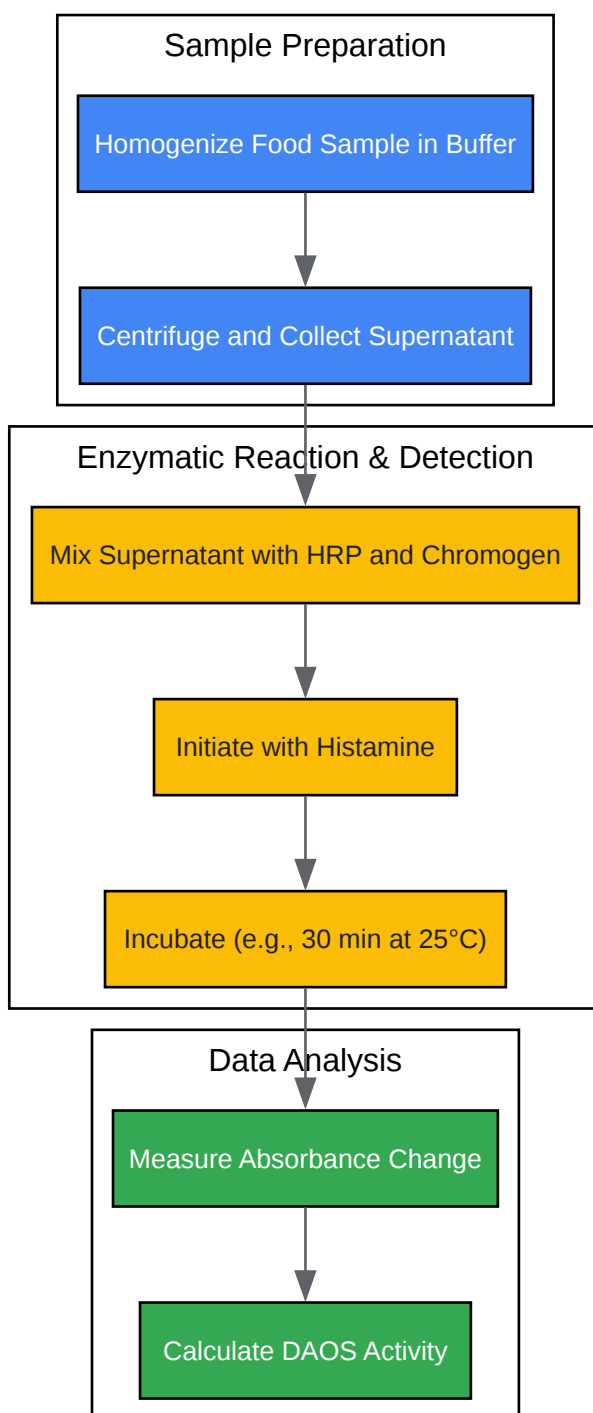 Sample Preparation
Homogenize Food Sample in Buffer
Centrifuge and Collect Supernatant
Enzymatic Reaction & Detection
Mix Supernatant with HRP and Chromogen
Initiate with Histamine
Incubate (e.g., 30 min at 25°C)
Data Analysis
Measure Absorbance Change
Calculate DAOS Activity